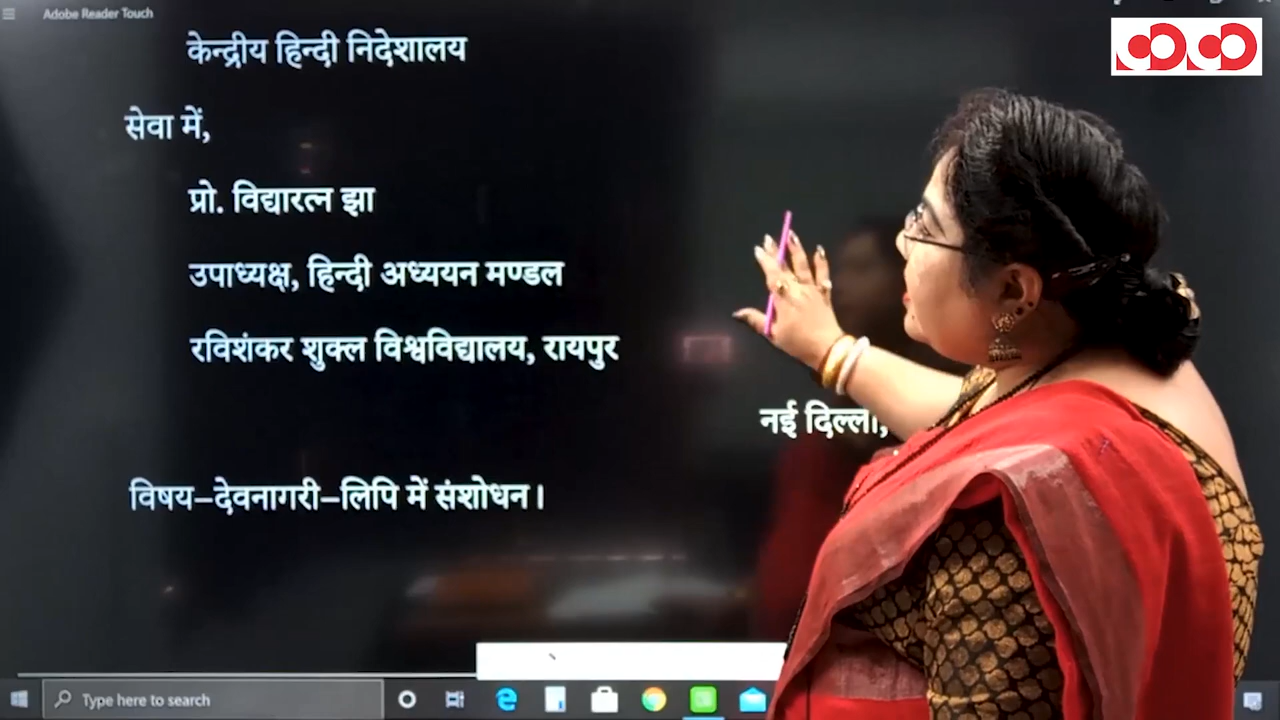 Adobe Reader Touch
केन्द्रीय हिन्दी निदेशालय
सेवा में,
प्रो. विद्यारत्न झा
उपाध्यक्ष, हिन्दी अध्ययन मण्डल
रविशंकर शुक्ल विश्वविद्यालय, रायपुर
नई दिल्ली,
विषय–देवनागरी–लिपि में संशोधन।
Type here to search